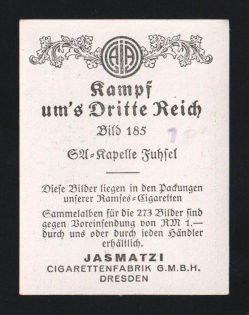 Kampf
um's Dritte Reich
Bild 185
SA-Kapelle Fuhsel
Diese Bilder liegen in den Packungen
unserer Ramses-Cigaretten
Sammelalben für die 273 Bilder sind
gegen Voreinsendung von RM 1.—
durch uns oder durch jeden Händler
erhältlich.
JASMATZI
CIGARETTENFABRIK G.M.B.H.
DRESDEN